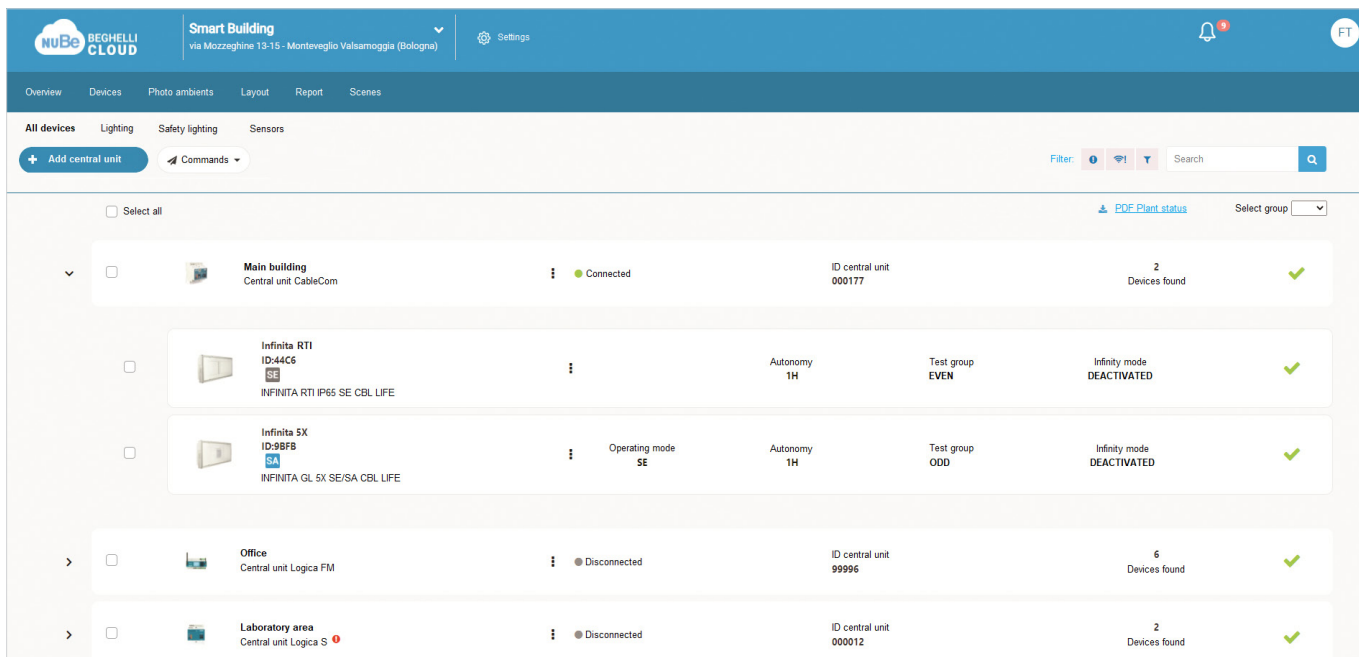 NUBe BEGHELLI CLOUD
Smart Building
via Mozzeghine 13-15 - Monteveglio Valsamoggia (Bologna)
Settings
9
FT
Overview Devices Photo ambients Layout Report Scenes
All devices Lighting Safety lighting Sensors
+ Add central unit
Commands
Filter:
Search
Select all
PDF Plant status
Select group
Main building
Central unit CableCom
Connected
ID central unit
000177
2
Devices found
Infinita RTI
ID:44C6
SE
INFINITA RTI IP65 SE CBL LIFE
Autonomy
1H
Test group
EVEN
Infinity mode
DEACTIVATED
Infinita 5X
ID:9BFB
SA
INFINITA GL 5X SE/SA CBL LIFE
Operating mode
SE
Autonomy
1H
Test group
ODD
Infinity mode
DEACTIVATED
Office
Central unit Logica FM
Disconnected
ID central unit
99996
6
Devices found
Laboratory area
Central unit Logica S
Disconnected
ID central unit
000012
2
Devices found